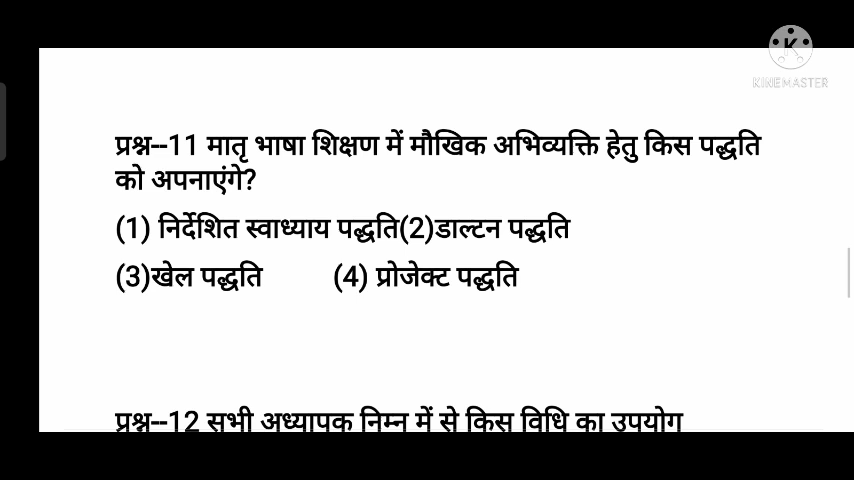 KINEMASTER
प्रश्न--11 मातृ भाषा शिक्षण में मौखिक अभिव्यक्ति हेतु किस पद्धति
को अपनाएंगे?
(1) निर्देशित स्वाध्याय पद्धति(2)डाल्टन पद्धति
(3)खेल पद्धति (4) प्रोजेक्ट पद्धति
प्रश्न--12 सभी अध्यापक निम्न में से किस विधि का उपयोग